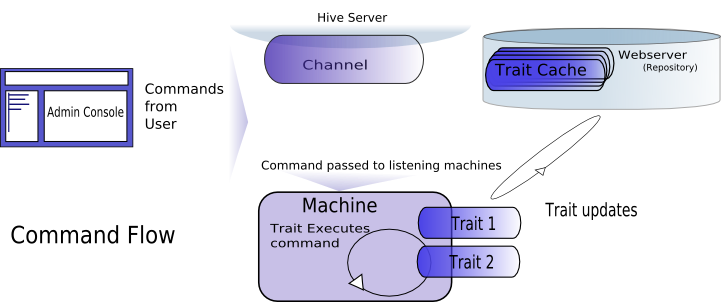 Hive Server
Channel
Webserver
(Repository)
Trait Cache
Admin Console
Commands
from
User
Command passed to listening machines
Machine
Trait Executes
command
Trait 1
Trait 2
Trait updates
Command Flow